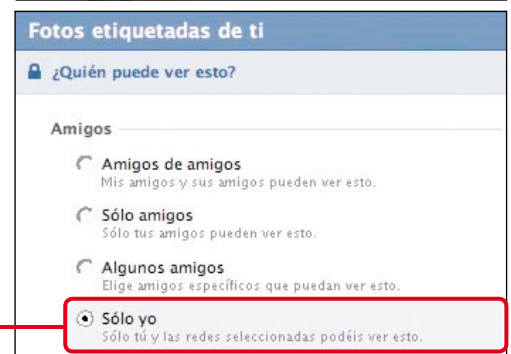 Fotos etiquetadas de ti
¿Quién puede ver esto?
Amigos
Amigos de amigos
Mis amigos y sus amigos pueden ver esto.
Sólo amigos
Sólo tus amigos pueden ver esto.
Algunos amigos
Elige amigos específicos que puedan ver esto.
Sólo yo
Sólo tú y las redes seleccionadas podéis ver esto.